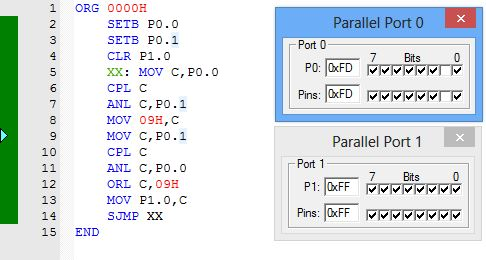 1 ORG 0000H
2 SETB P0.0
3 SETB P0.1
4 CLR P1.0
5 XX: MOV C,P0.0
6 CPL C
7 ANL C,P0.1
8 MOV 09H,C
9 MOV C,P0.1
10 CPL C
11 ANL C,P0.0
12 ORL C,09H
13 MOV P1.0,C
14 SJMP XX
15 END
Parallel Port 0
Port 0
7 Bits 0
P0: 0xFD
Pins: 0xFD
Parallel Port 1
Port 1
7 Bits 0
P1: 0xFF
Pins: 0xFF